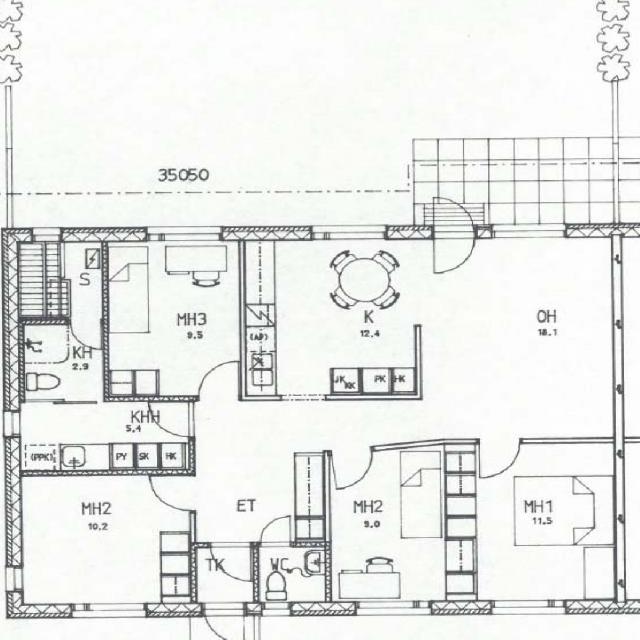 35050
S
MH3
9.5
K
12.4
OH
18.1
(AP)
KH
2.9
JK
KK
PK
HK
KHH
5.4
(PPK)
PY
SK
HK
MH2
10.2
ET
MH2
9.0
MH1
11.5
TK
WC